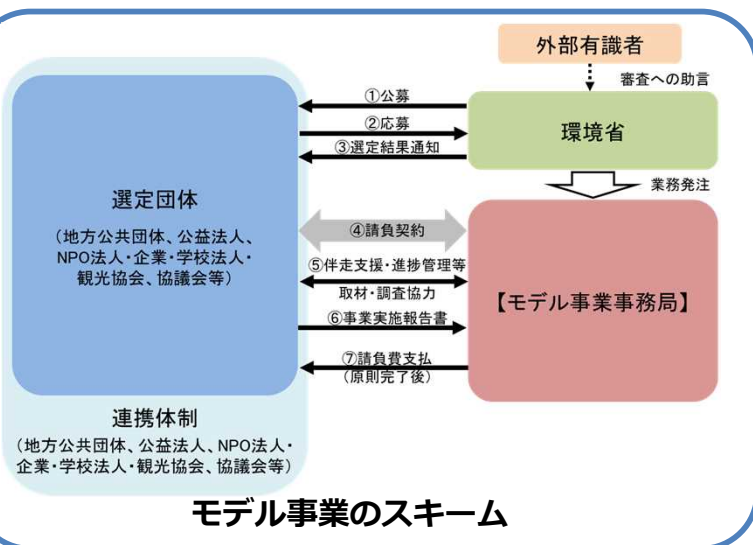 外部有識者
審査への助言
①公募
②応募
③選定結果通知
環境省
業務発注
選定団体
(地方公共団体、公益法人、
NPO法人・企業・学校法人・
観光協会、協議会等)
④請負契約
⑤伴走支援・進捗管理等
取材・調査協力
⑥事業実施報告書
⑦請負費支払
(原則完了後)
【モデル事業事務局】
連携体制
(地方公共団体、公益法人、NPO法人・
企業・学校法人・観光協会、協議会等)
モデル事業のスキーム